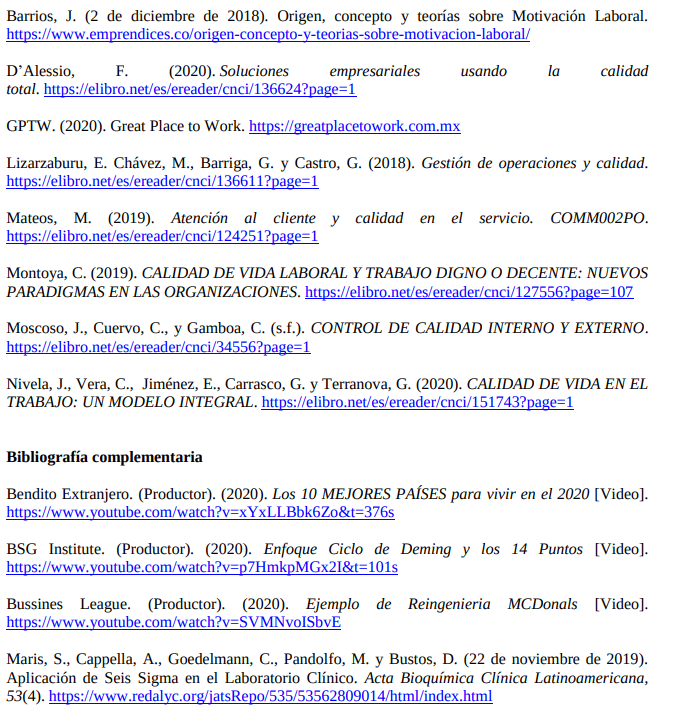 Barrios, J. (2 de diciembre de 2018). Origen, concepto y teorías sobre Motivación Laboral.
https://www.emprendices.co/origen-concepto-y-teorias-sobre-motivacion-laboral/
D’Alessio, F. (2020). Soluciones empresariales usando la calidad
total. https://elibro.net/es/ereader/cnci/136624?page=1
GPTW. (2020). Great Place to Work. https://greatplacetowork.com.mx
Lizarzaburu, E. Chávez, M., Barriga, G. y Castro, G. (2018). Gestión de operaciones y calidad.
https://elibro.net/es/ereader/cnci/136611?page=1
Mateos, M. (2019). Atención al cliente y calidad en el servicio. COMM002PO.
https://elibro.net/es/ereader/cnci/124251?page=1
Montoya, C. (2019). CALIDAD DE VIDA LABORAL Y TRABAJO DIGNO O DECENTE: NUEVOS
PARADIGMAS EN LAS ORGANIZACIONES. https://elibro.net/es/ereader/cnci/127556?page=107
Moscoso, J., Cuervo, C., y Gamboa, C. (s.f.). CONTROL DE CALIDAD INTERNO Y EXTERNO.
https://elibro.net/es/ereader/cnci/34556?page=1
Nivela, J., Vera, C., Jiménez, E., Carrasco, G. y Terranova, G. (2020). CALIDAD DE VIDA EN EL
TRABAJO: UN MODELO INTEGRAL. https://elibro.net/es/ereader/cnci/151743?page=1
Bibliografía complementaria
Bendito Extranjero. (Productor). (2020). Los 10 MEJORES PAÍSES para vivir en el 2020 [Video].
https://www.youtube.com/watch?v=xYxLLBbk6Zo&t=376s
BSG Institute. (Productor). (2020). Enfoque Ciclo de Deming y los 14 Puntos [Video].
https://www.youtube.com/watch?v=p7HmkpMGx2I&t=101s
Bussines League. (Productor). (2020). Ejemplo de Reingenieria MCDonals [Video].
https://www.youtube.com/watch?v=SVMNvoISbvE
Maris, S., Cappella, A., Goedelmann, C., Pandolfo, M. y Bustos, D. (22 de noviembre de 2019).
Aplicación de Seis Sigma en el Laboratorio Clínico. Acta Bioquímica Clínica Latinoamericana,
53(4). https://www.redalyc.org/jatsRepo/535/53562809014/html/index.html